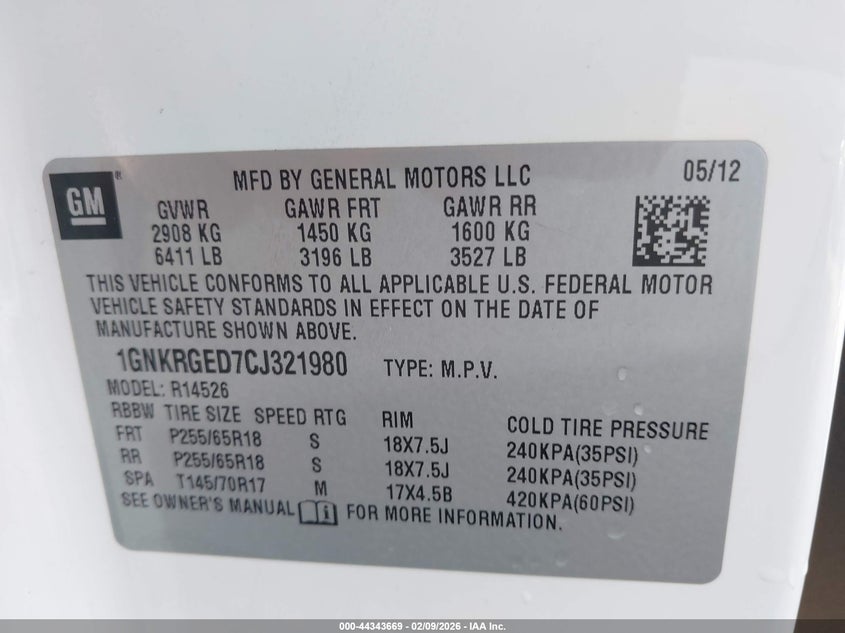 GM®
MFD BY GENERAL MOTORS LLC 05/12
GVWR GAWR FRT GAWR RR
2908 KG 1450 KG 1600 KG
6411 LB 3196 LB 3527 LB
THIS VEHICLE CONFORMS TO ALL APPLICABLE U.S. FEDERAL MOTOR
VEHICLE SAFETY STANDARDS IN EFFECT ON THE DATE OF
MANUFACTURE SHOWN ABOVE.
1GNKRGED7CJ321980 TYPE: M.P.V.
MODEL: R14526
RBBW TIRE SIZE SPEED RTG RIM COLD TIRE PRESSURE
FRT P255/65R18 S 18X7.5J 240KPA(35PSI)
RR P255/65R18 S 18X7.5J 240KPA(35PSI)
SPA T145/70R17 M 17X4.5B 420KPA(60PSI)
SEE OWNER'S MANUAL FOR MORE INFORMATION.
000-44343669 | 02/09/2026 - IAA Inc.